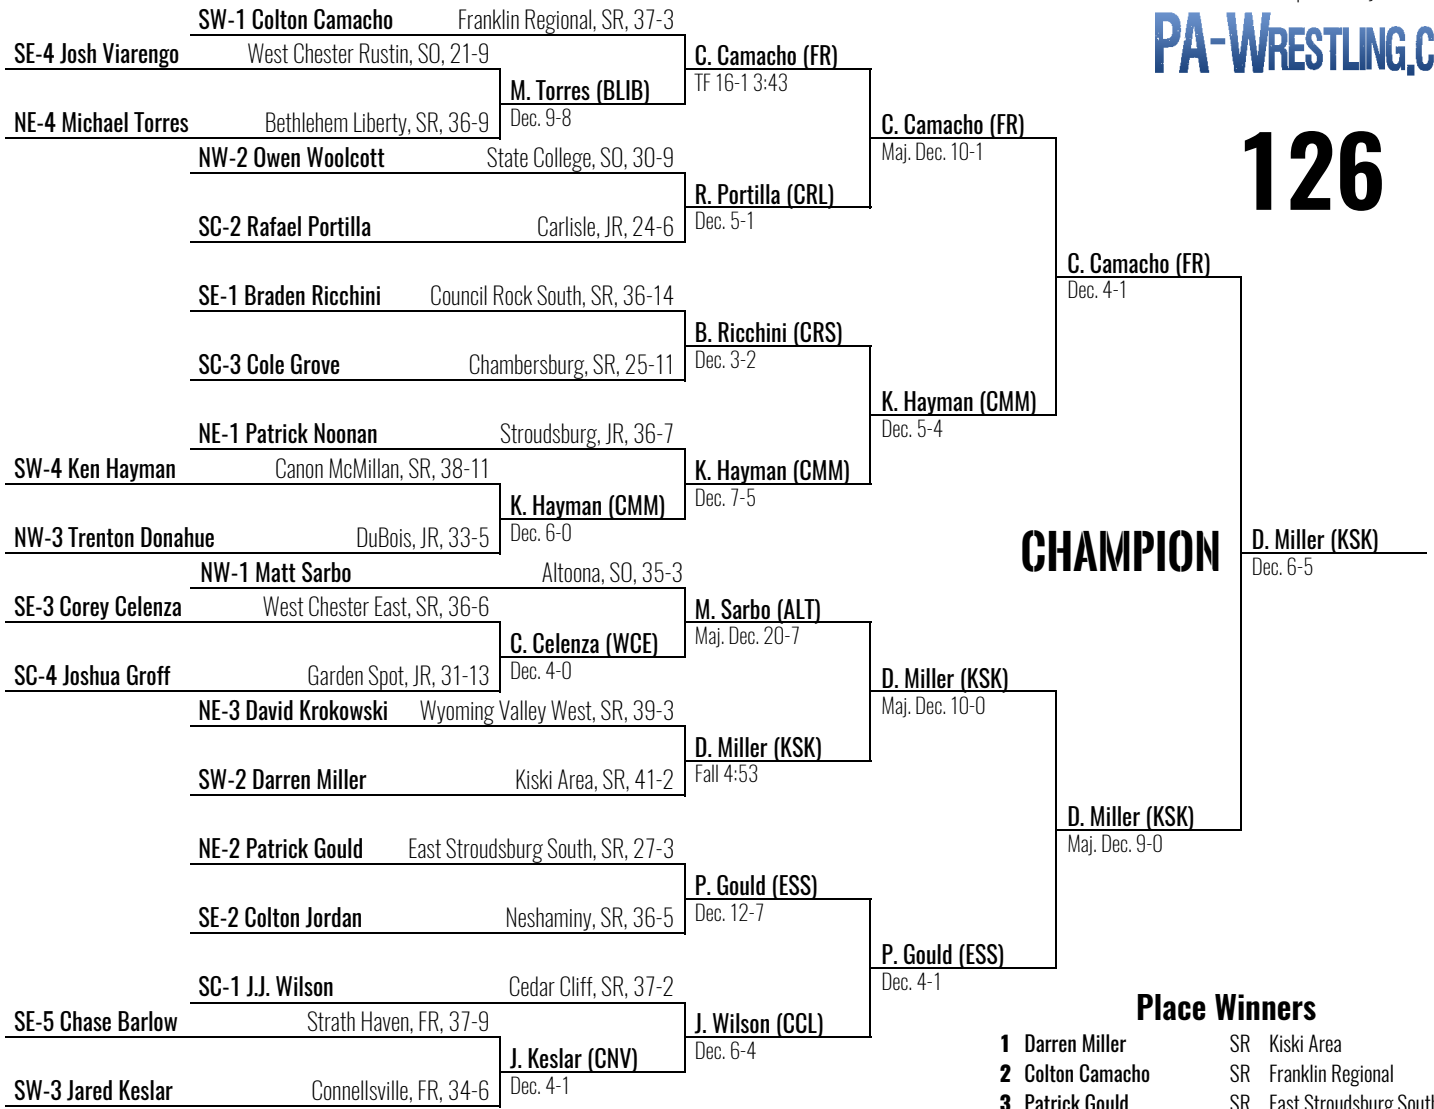 SW-1 Colton Camacho Franklin Regional, SR, 37-3
SE-4 Josh Viarengo West Chester Rustin, SO, 21-9
C. Camacho (FR)
TF 16-1 3:43
M. Torres (BLIB)
Dec. 9-8
NE-4 Michael Torres Bethlehem Liberty, SR, 36-9
C. Camacho (FR)
Maj. Dec. 10-1
NW-2 Owen Woolcott State College, SO, 30-9
R. Portilla (CRL)
Dec. 5-1
SC-2 Rafael Portilla Carlisle, JR, 24-6
PA-WRESTLING.C
126
C. Camacho (FR)
Dec. 4-1
SE-1 Braden Ricchini Council Rock South, SR, 36-14
B. Ricchini (CRS)
Dec. 3-2
SC-3 Cole Grove Chambersburg, SR, 25-11
K. Hayman (CMM)
Dec. 5-4
NE-1 Patrick Noonan Stroudsburg, JR, 36-7
SW-4 Ken Hayman Canon McMillan, SR, 38-11
K. Hayman (CMM)
Dec. 7-5
K. Hayman (CMM)
Dec. 6-0
NW-3 Trenton Donahue DuBois, JR, 33-5
CHAMPION
D. Miller (KSK)
Dec. 6-5
NW-1 Matt Sarbo Altoona, SO, 35-3
SE-3 Corey Celenza West Chester East, SR, 36-6
M. Sarbo (ALT)
Maj. Dec. 20-7
C. Celenza (WCE)
Dec. 4-0
SC-4 Joshua Groff Garden Spot, JR, 31-13
D. Miller (KSK)
Maj. Dec. 10-0
NE-3 David Krokowski Wyoming Valley West, SR, 39-3
D. Miller (KSK)
Fall 4:53
SW-2 Darren Miller Kiski Area, SR, 41-2
D. Miller (KSK)
Maj. Dec. 9-0
NE-2 Patrick Gould East Stroudsburg South, SR, 27-3
P. Gould (ESS)
Dec. 12-7
SE-2 Colton Jordan Neshaminy, SR, 36-5
P. Gould (ESS)
Dec. 4-1
SC-1 J.J. Wilson Cedar Cliff, SR, 37-2
SE-5 Chase Barlow Strath Haven, FR, 37-9
J. Wilson (CCL)
Dec. 6-4
J. Keslar (CNV)
Dec. 4-1
SW-3 Jared Keslar Connellsville, FR, 34-6
Place Winners
1 Darren Miller SR Kiski Area
2 Colton Camacho SR Franklin Regional
3 Patrick Gould SR East Stroudsburg South